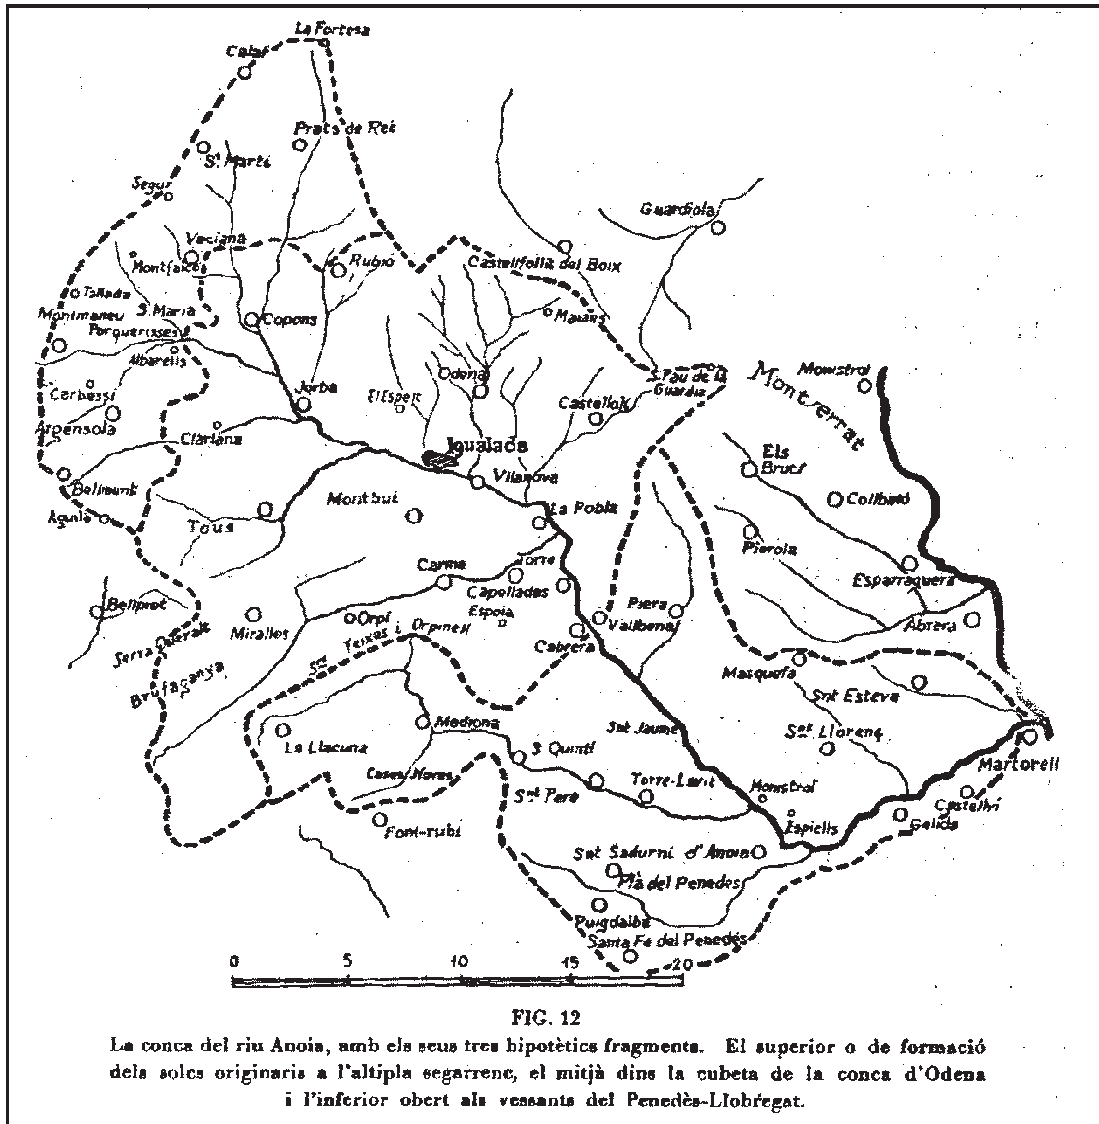 La Fortesa
Calaf
Prats de Rei
St Martí
Segur
Guardiola
Veciana
Rubió
Castellfollit del Boix
Montfalcó
Tallada
Montmaneu
S. Maria
Copons
Maians
Porquerisses
Albarells
Monistrol
Montserrat
S. Pau de la
Guardia
Odena
Jorba
El Espelt
Castellolí
Argensola
Clariana
Igualada
Els
Bruts
Vilanova
Bellmunt
Collbató
Montbui
La Pobla
Aguiló
Tous
Pierola
Carme
Torre
Esparraguera
Capellades
Bellprat
Espoia
Piera
Orpí
Vallbona
Abrera
Miralles
Cabrera
Serra
Teixas i Orpinell
Brufaganya
Masquefa
Snt Esteve
Mediona
Snt Jaume
Snt Llorenç
La Llacuna
S Quintí
Martorell
Cases Noves
Torre-Lavit
Monistrol
Snt Pere
Castellví
Font-rubí
Espiells
Gelida
Snt Sadurní d'Anoia
Plà del Penedés
Puigdalba
Santa Fe del Penedés
0 5 10 15 20
FIG. 12
La conca del riu Anoia, amb els seus tres hipotètics fragments. El superior o de formació
dels solcs originaris a l'altipla segarrenc, el mitjà dins la cubeta de la conca d'Odena
i l'inferior obert als vessants del Penedès-Llobregat.